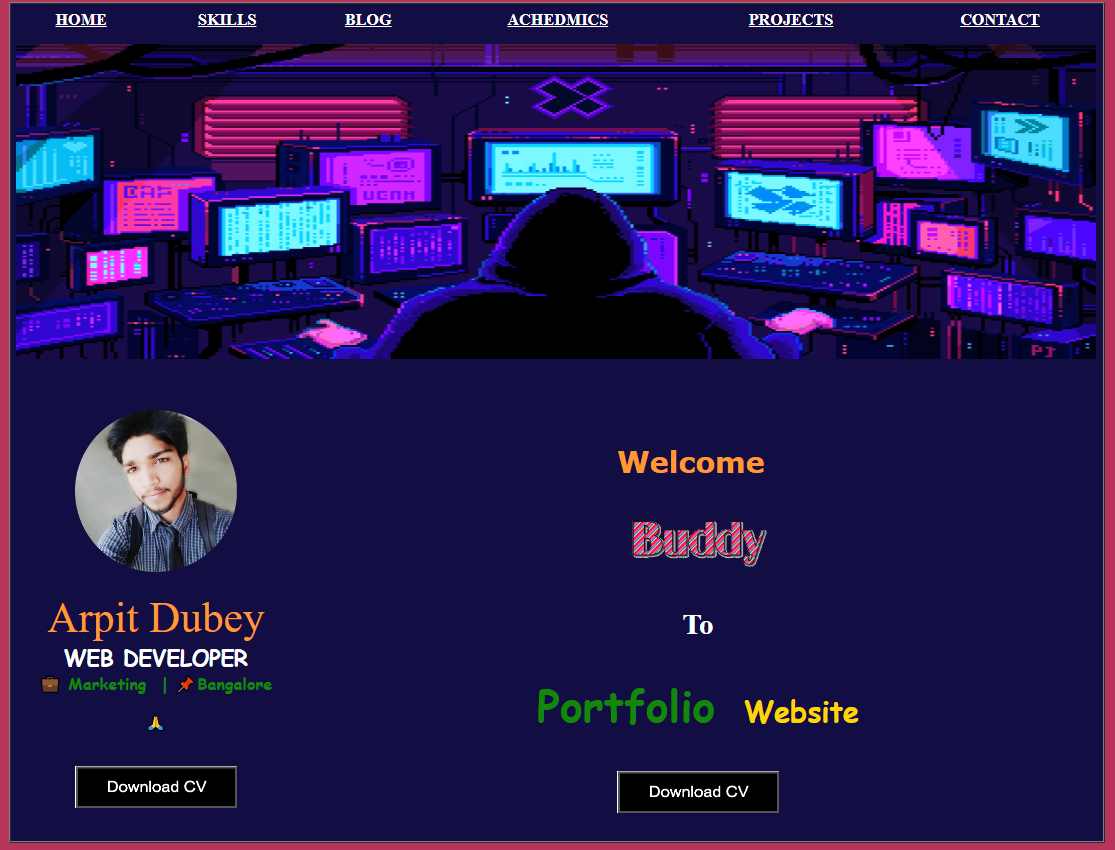 HOME SKILLS BLOG ACHEDMICS PROJECTS CONTACT
PJ
Welcome
Buddy
To
Portfolio Website
Download CV
Arpit Dubey
WEB DEVELOPER
Marketing | Bangalore
Download CV